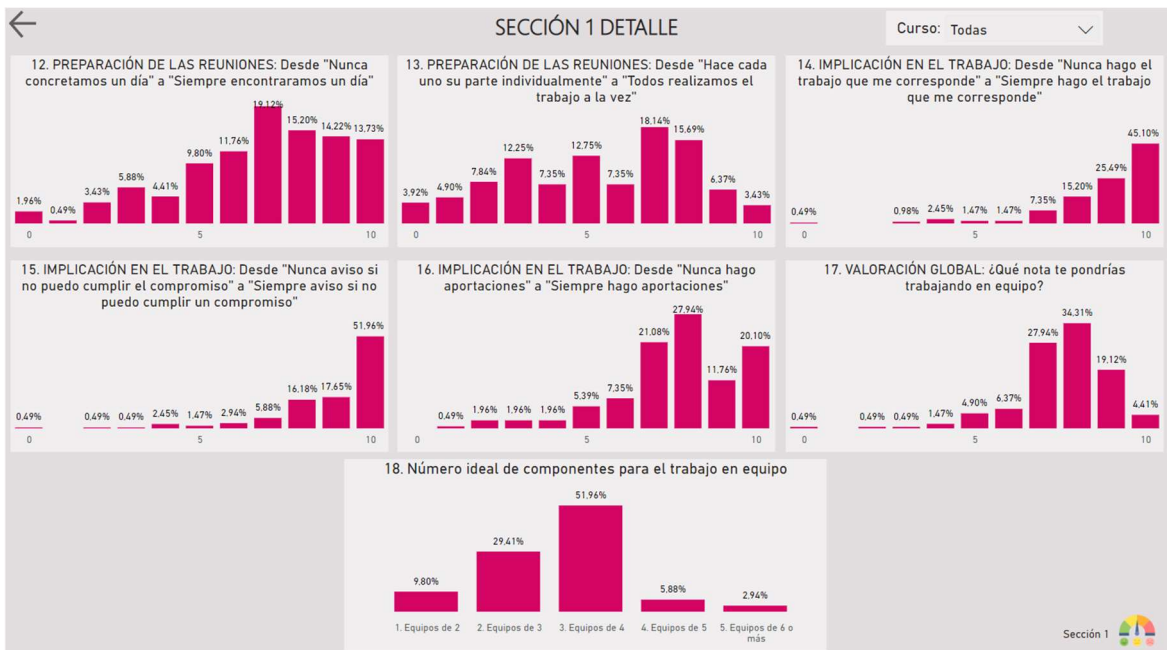 SECCIÓN 1 DETALLE
Curso: Todas
12. PREPARACIÓN DE LAS REUNIONES: Desde "Nunca
concretamos un día" a "Siempre encontraramos un día"
1.96% 0.49% 3.43% 5.88% 4.41% 9.80% 11.76% 19.12% 15.20% 14.22% 13.73%
0 5 10
13. PREPARACIÓN DE LAS REUNIONES: Desde "Hace cada
uno su parte individualmente" a "Todos realizamos el
trabajo a la vez"
3.92% 4.90% 7.84% 12.25% 7.35% 12.75% 7.35% 18.14% 15.69% 6.37% 3.43%
0 5 10
14. IMPLICACIÓN EN EL TRABAJO: Desde "Nunca hago el
trabajo que me corresponde" a "Siempre hago el trabajo
que me corresponde"
0.49% 0.98% 2.45% 1.47% 1.47% 7.35% 15.20% 25.49% 45.10%
0 5 10
15. IMPLICACIÓN EN EL TRABAJO: Desde "Nunca aviso si
no puedo cumplir el compromiso" a "Siempre aviso si no
puedo cumplir un compromiso"
0.49% 0.49% 0.49% 2.45% 1.47% 2.94% 5.88% 16.18% 17.65% 51.96%
0 5 10
16. IMPLICACIÓN EN EL TRABAJO: Desde "Nunca hago
aportaciones" a "Siempre hago aportaciones"
0.49% 1.96% 1.96% 1.96% 5.39% 7.35% 21.08% 27.94% 11.76% 20.10%
0 5 10
17. VALORACIÓN GLOBAL: ¿Qué nota te pondrías
trabajando en equipo?
0.49% 0.49% 0.49% 1.47% 4.90% 6.37% 27.94% 34.31% 19.12% 4.41%
0 5 10
18. Número ideal de componentes para el trabajo en equipo
9.80% 29.41% 51.96% 5.88% 2.94%
1. Equipos de 2 2. Equipos de 3 3. Equipos de 4 4. Equipos de 5 5. Equipos de 6 o
más
Sección 1